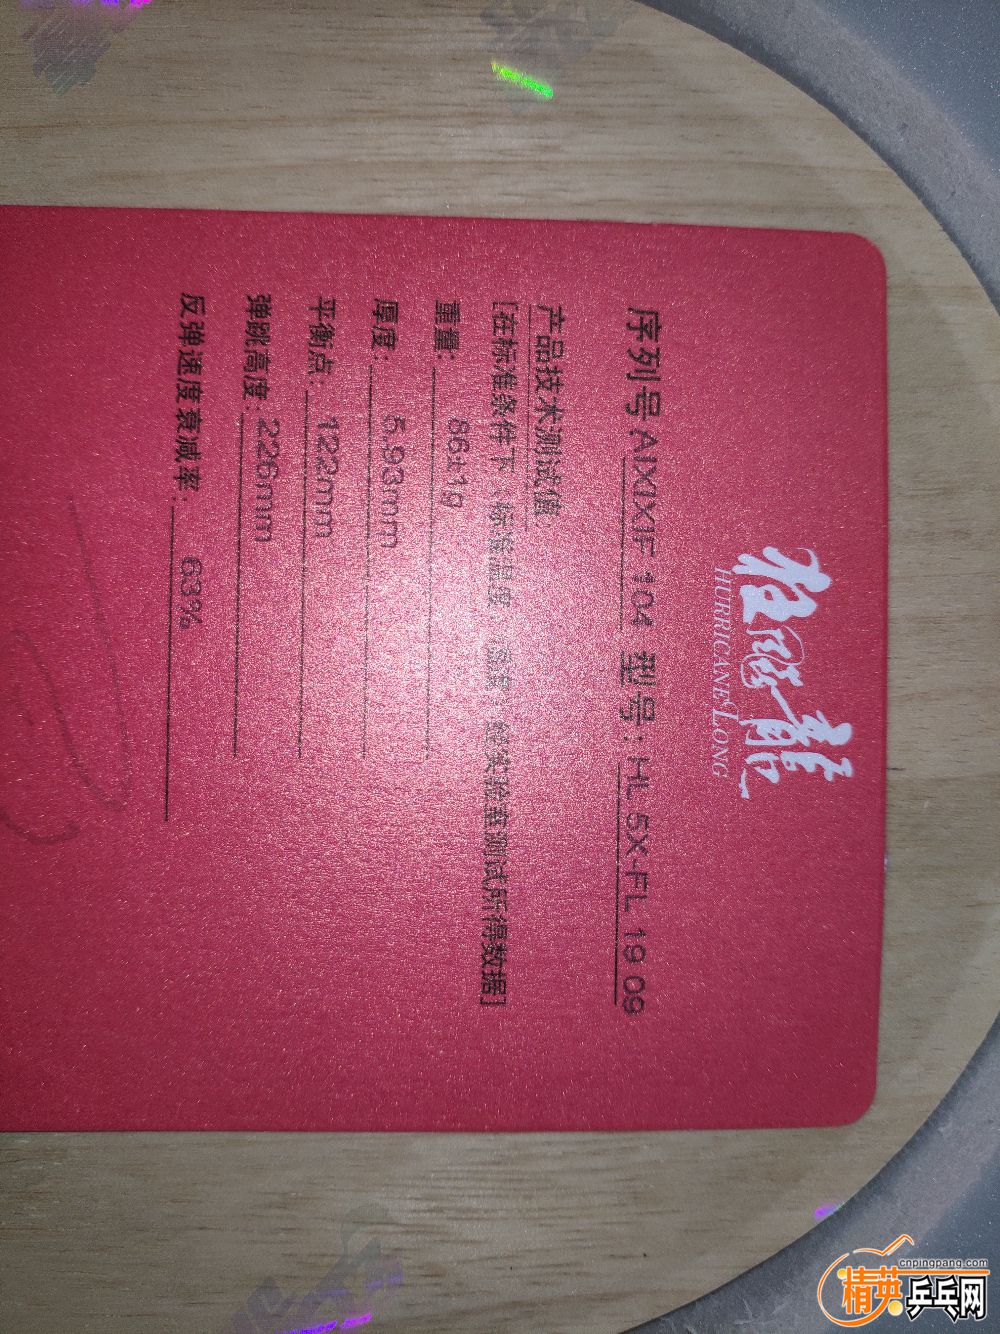 狂飚龍
HURRICANE LONG
序列号 AIXIXIF 104 型号: HL 5X-FL 19 09
产品技术测试值
[在标准条件下(标准温度、湿度)经实验室测试所得数据]
重量: 86±1g
厚度: 5.93mm
平衡点: 122mm
弹跳高度: 226mm
反弹速度衰减率: 63%
cnpingpang.com
精英乒乓网